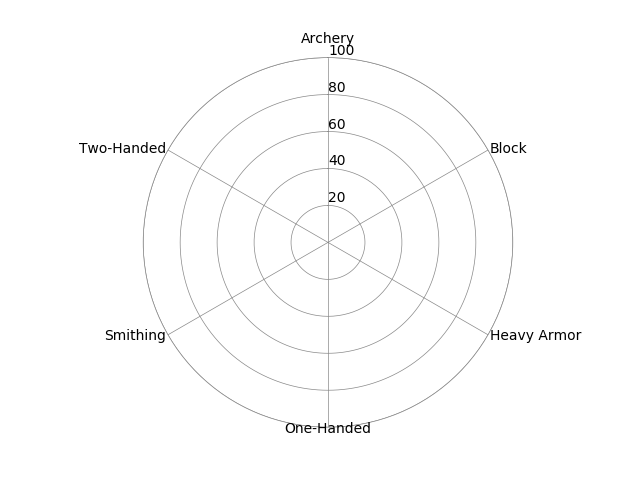 Archery
100
80
60
40
20
Two-Handed
Block
Smithing
Heavy Armor
One-Handed